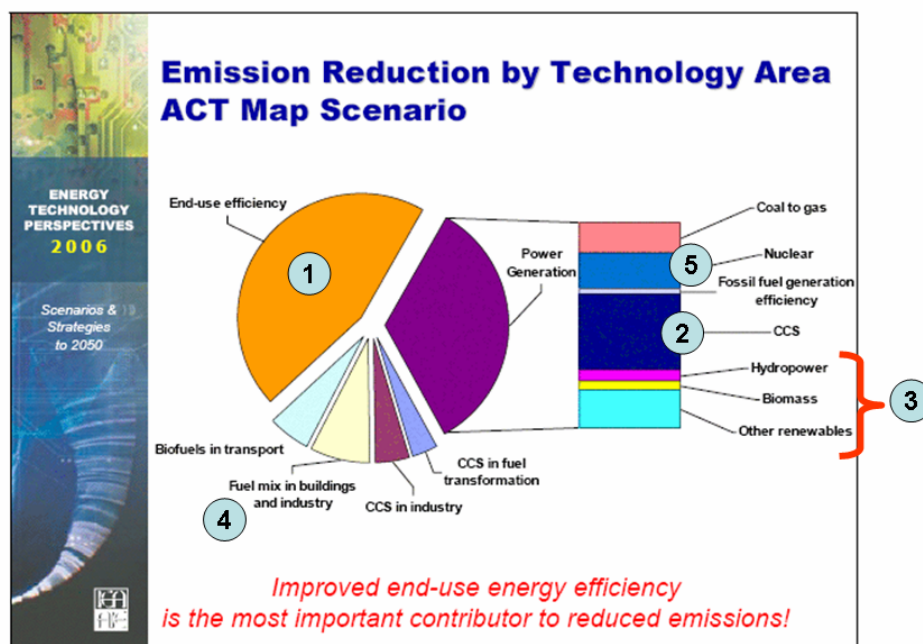 Emission Reduction by Technology Area
ACT Map Scenario
ENERGY
TECHNOLOGY
PERSPECTIVES
2006
Scenarios &
Strategies
to 2050
End-use efficiency
1
Power
Generation
Coal to gas
5
Nuclear
Fossil fuel generation
efficiency
2
CCS
Hydropower
Biomass
Other renewables
3
Biofuels in transport
Fuel mix in buildings
and industry
4
CCS in industry
CCS in fuel
transformation
Improved end-use energy efficiency
is the most important contributor to reduced emissions!
IEA